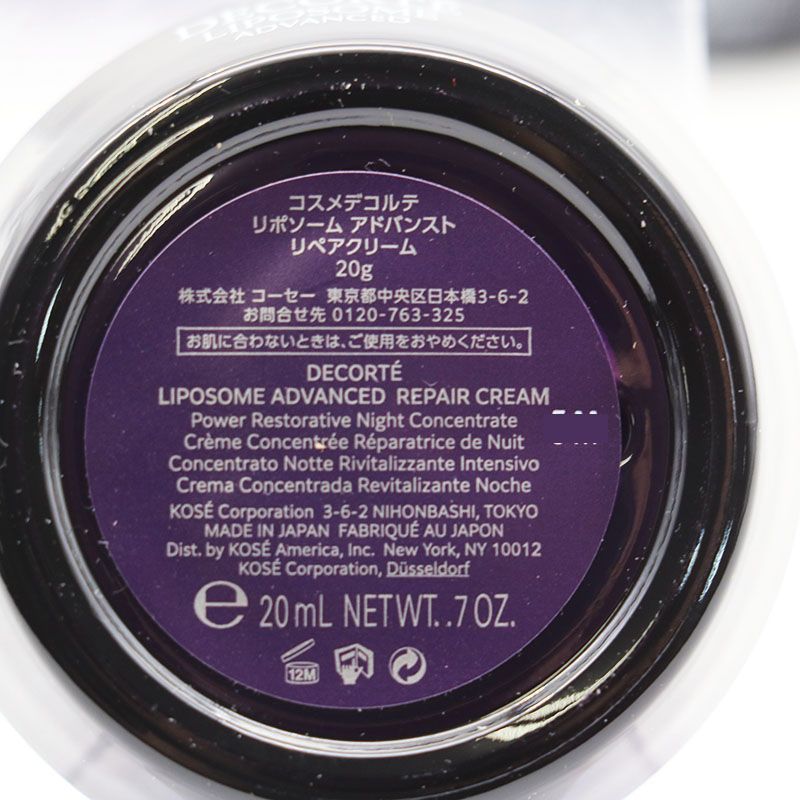 コスメデコルテ
リポソーム アドバンスト
リペアクリーム
20g
株式会社 コーセー 東京都中央区日本橋3-6-2
お問合せ先 0120-763-325
お肌に合わないときは、ご使用をおやめください。
DECORTÉ
LIPOSOME ADVANCED REPAIR CREAM
Power Restorative Night Concentrate
Crème Concentrée Réparatrice de Nuit
Concentrato Notte Rivitalizzante Intensivo
Crema Concentrada Revitalizante Noche
KOSÉ Corporation 3-6-2 NIHONBASHI, TOKYO
MADE IN JAPAN FABRIQUÉ AU JAPON
Dist. by KOSÉ America, Inc. New York, NY 10012
KOSÉ Corporation, Düsseldorf
℮ 20mL NETWT. .7 OZ.
12M